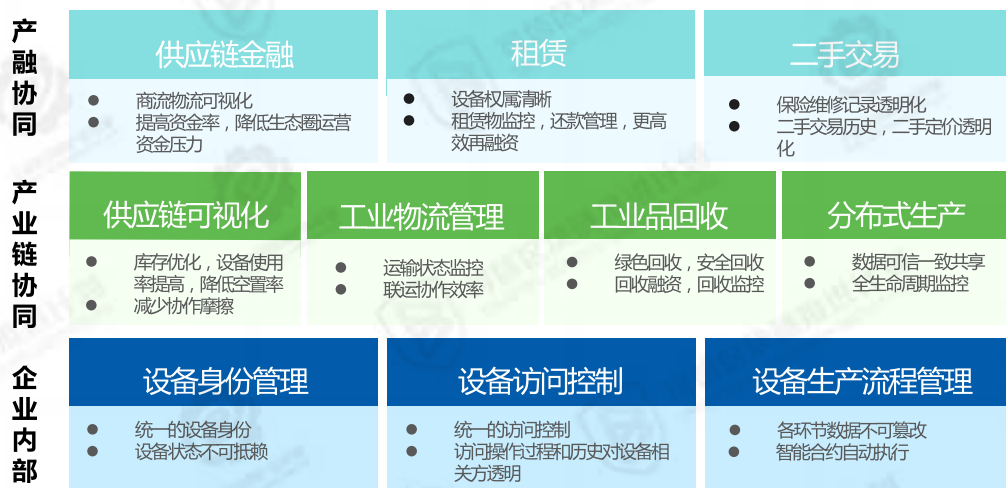 产融协同
供应链金融
商流物流可视化
提高资金率，降低生态圈运营
资金压力
租赁
设备权属清晰
租赁物监控，还款管理，更高
效再融资
二手交易
保险维修记录透明化
二手交易历史，二手定价透明
化
产业链协同
供应链可视化
库存优化，设备使用
率提高，降低空置率
减少协作摩擦
工业物流管理
运输状态监控
联运协作效率
工业品回收
绿色回收，安全回收
回收融资，回收监控
分布式生产
数据可信一致共享
全生命周期监控
企业内部
设备身份管理
统一的设备身份
设备状态不可抵赖
设备访问控制
统一的访问控制
访问操作过程和历史对设备相
关方透明
设备生产流程管理
各环节数据不可篡改
智能合约自动执行